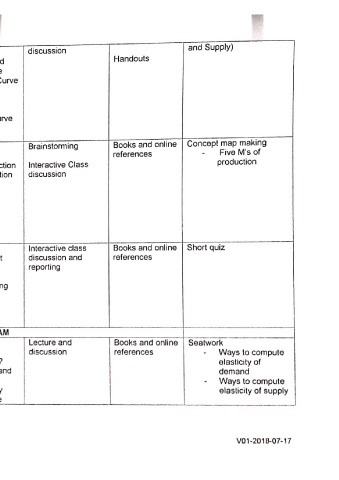 discussion
Handouts
and Supply)
d
e
Curve
urve
ction
tion
Brainstorming
Interactive Class
discussion
Books and online
references
Concept map making
- Five M's of
production
t
ng
Interactive class
discussion and
reporting
Books and online
references
Short quiz
AM
?
and
y
e
Lecture and
discussion
Books and online
references
Seatwork
- Ways to compute
elasticity of
demand
- Ways to compute
elasticity of supply
V01-2018-07-17